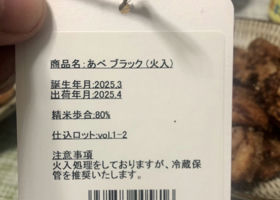 商品名:あべ ブラック(火入)
誕生年月:2025.3
出荷年月:2025.4
精米歩合:80%
仕込ロット:vol.1-2
注意事項
火入処理をしておりますが、冷蔵保
管を推奨いたします。